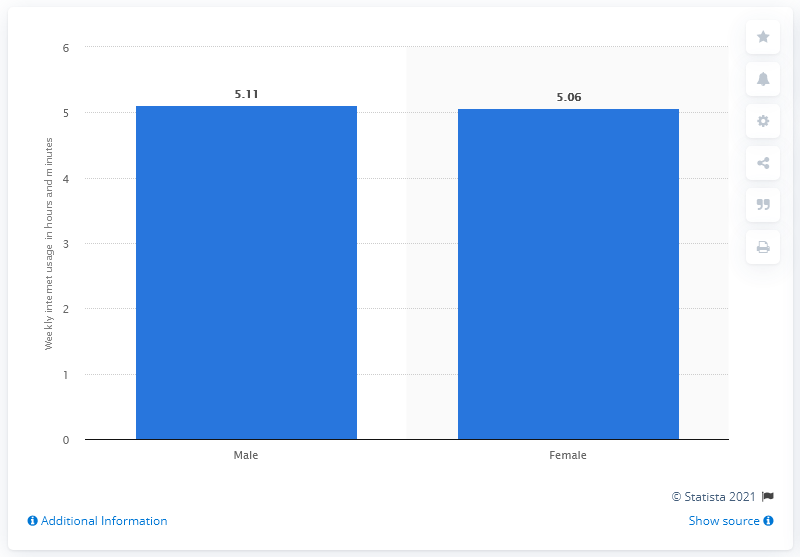 6
5
4
3
2
1
0
Weekly internet usage in hours and minutes
5.11
5.06
Male
Female
© Statista 2021
Additional Information
Show source